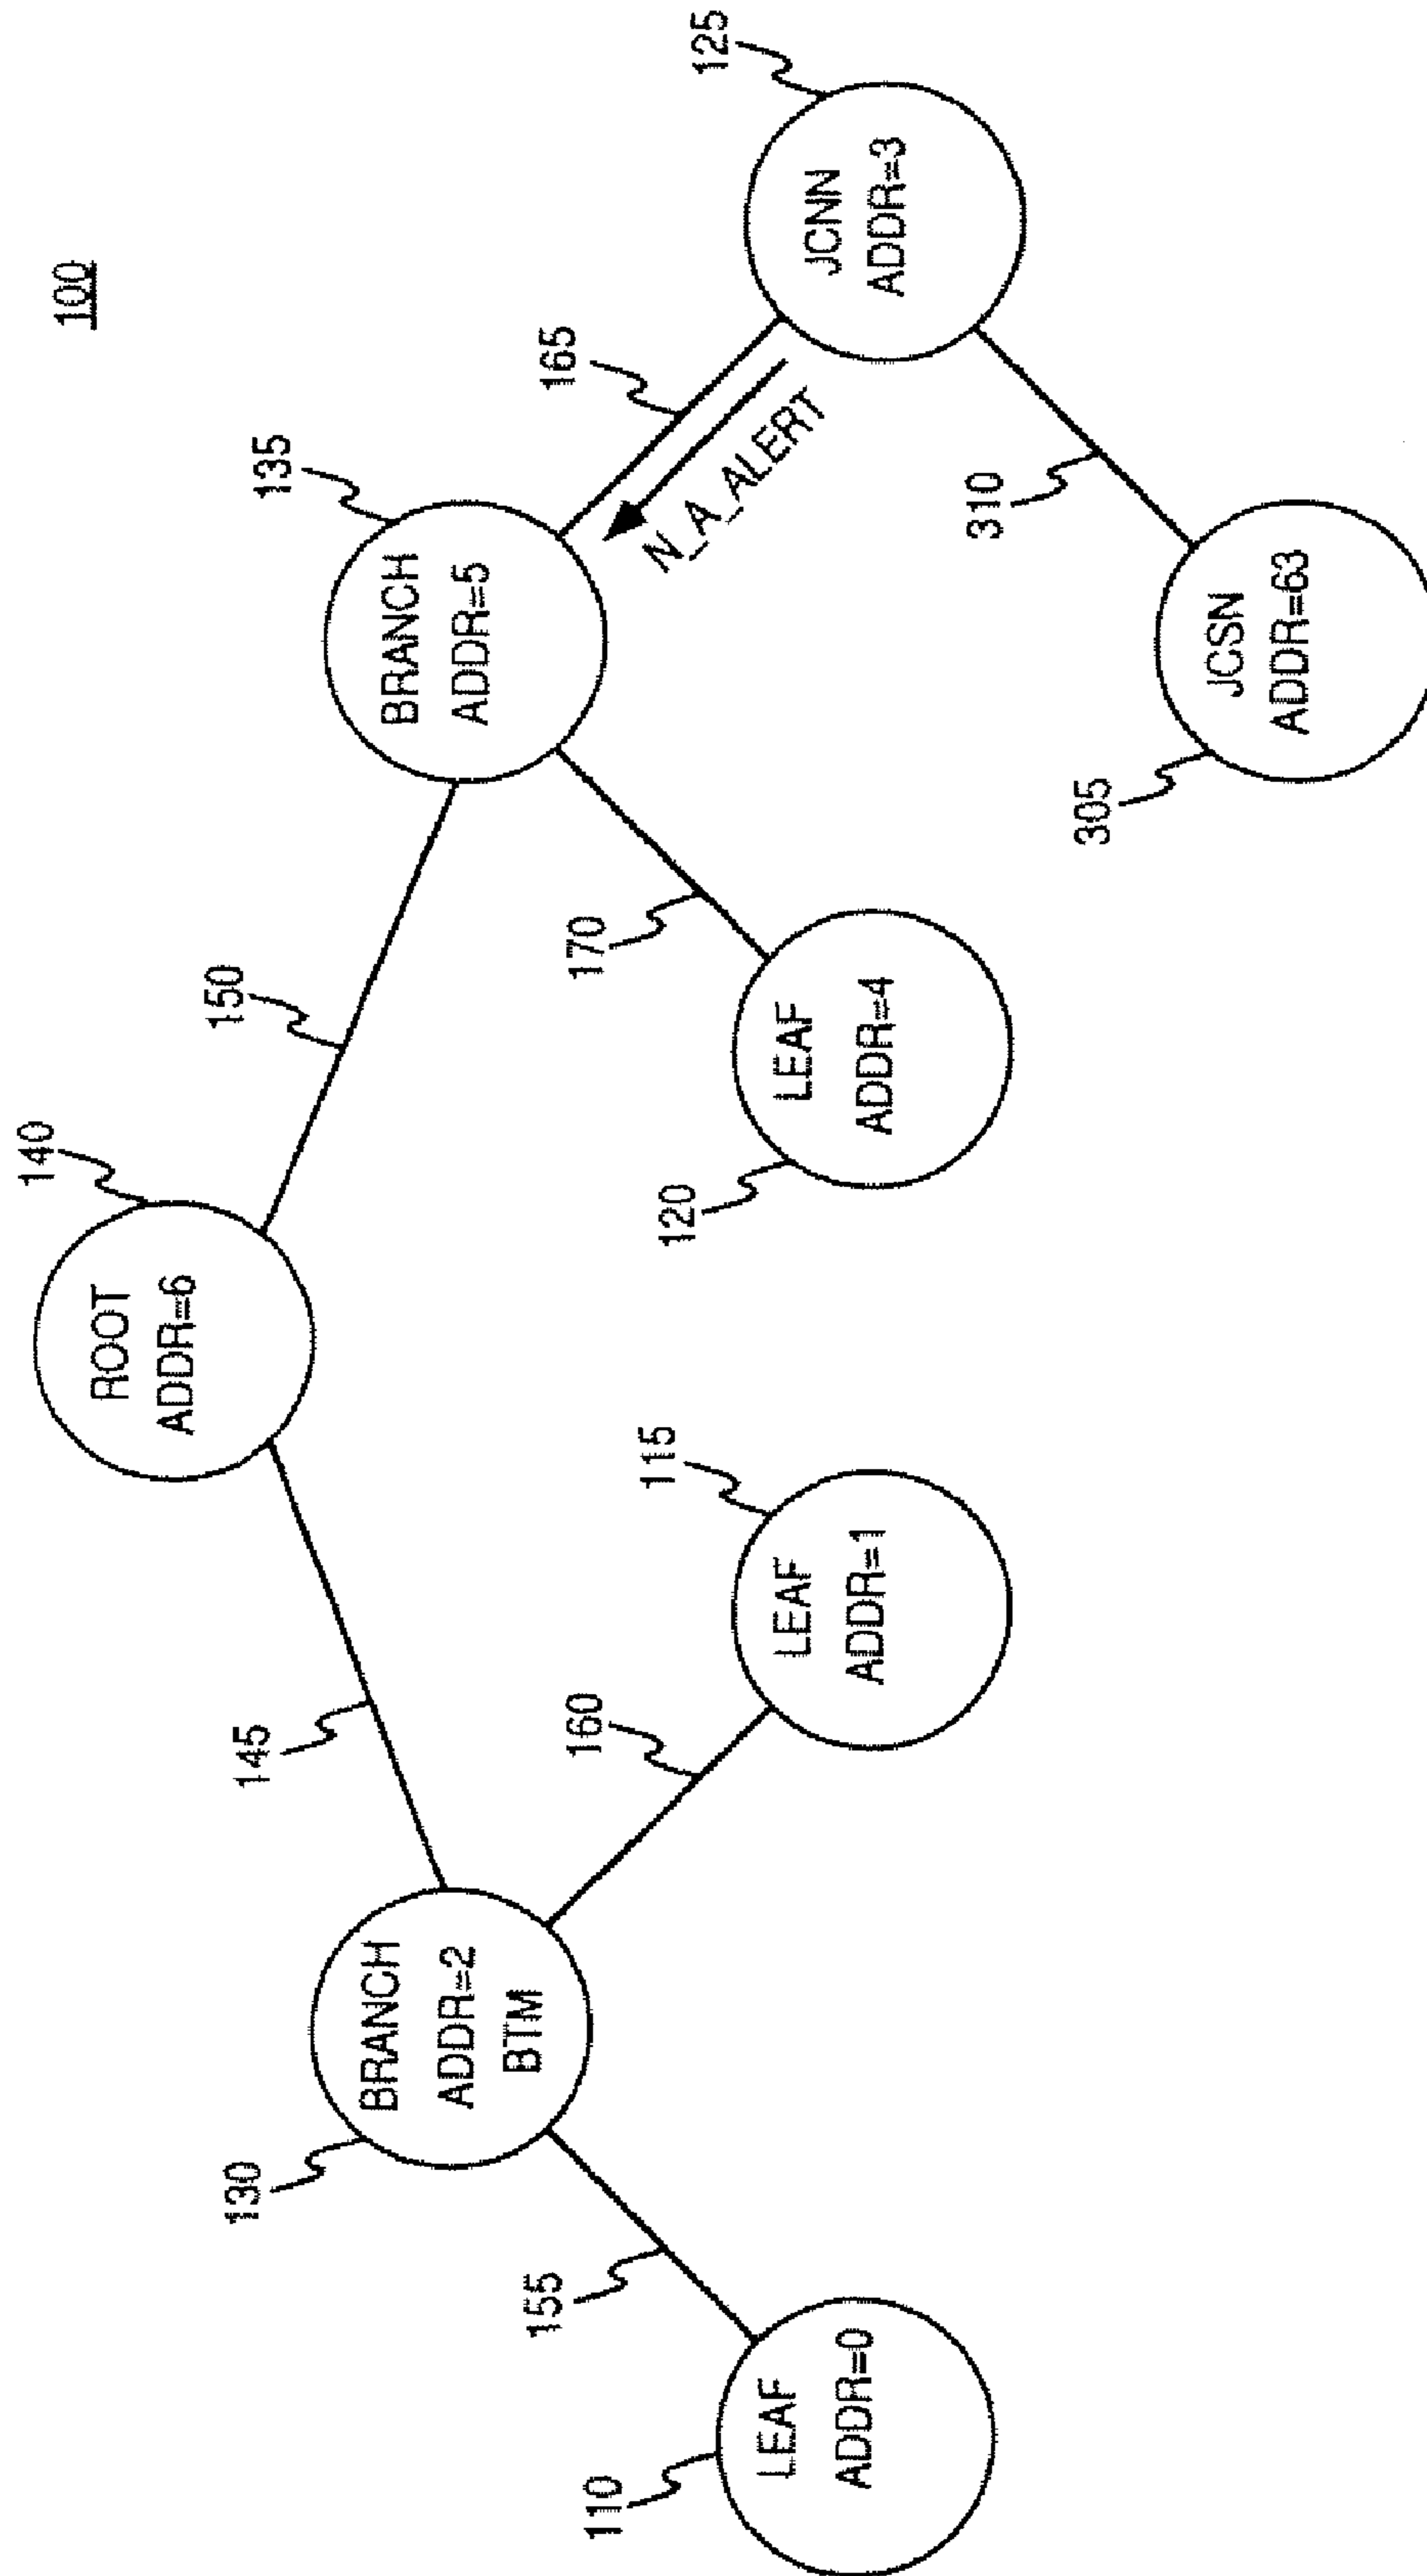 100
140
ROOT
ADDR=6
145
150
130
BRANCH
ADDR=2
BTM
135
BRANCH
ADDR=5
155
160
170
165
N_A_ALERT
110
LEAF
ADDR=0
115
LEAF
ADDR=1
120
LEAF
ADDR=4
125
JCNN
ADDR=3
310
305
JCSN
ADDR=63